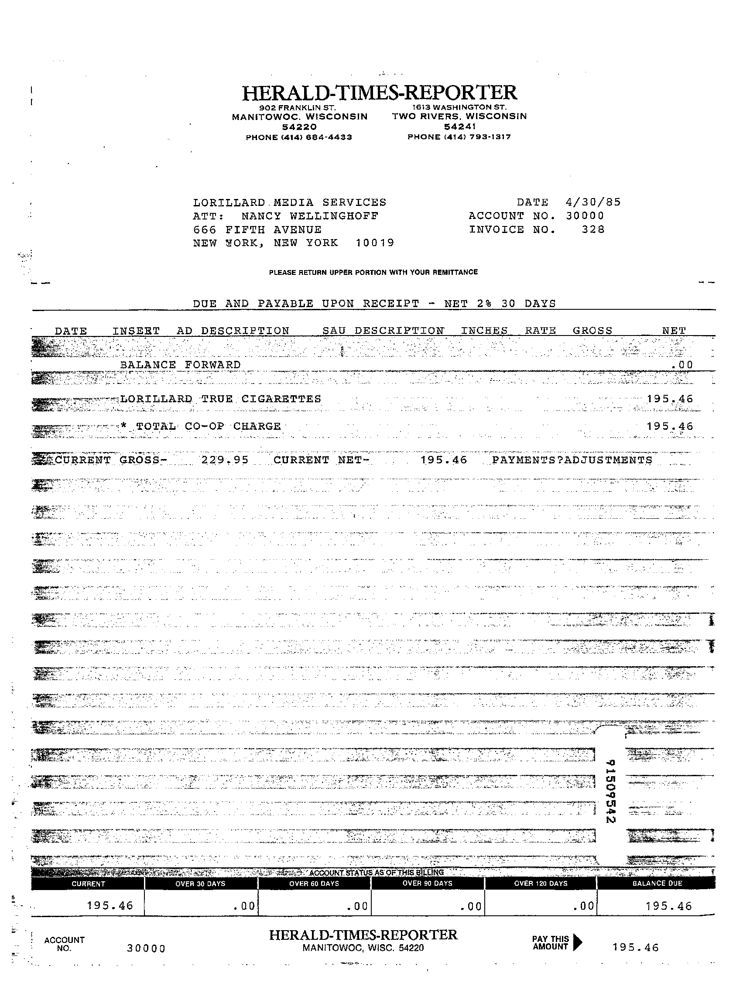 HERALD-TIMES-REPORTER
902 FRANKLIN ST. 1613 WASHINGTON ST.
MANITOWOC, WISCONSIN TWO RIVERS, WISCONSIN
54220 54241
PHONE (414) 684-4433 PHONE (414) 793-1317
LORILLARD MEDIA SERVICES DATE 4/30/85
ATT: NANCY WELLINGHOFF ACCOUNT NO. 30000
666 FIFTH AVENUE INVOICE NO. 328
NEW YORK, NEW YORK 10019
PLEASE RETURN UPPER PORTION WITH YOUR REMITTANCE
DUE AND PAYABLE UPON RECEIPT - NET 2% 30 DAYS
DATE INSERT AD DESCRIPTION SAU DESCRIPTION INCHES RATE GROSS NET
BALANCE FORWARD .00
LORILLARD TRUE CIGARETTES 195.46
* TOTAL CO-OP CHARGE 195.46
CURRENT GROSS- 229.95 CURRENT NET- 195.46 PAYMENTS?ADJUSTMENTS
91509542
ACCOUNT STATUS AS OF THIS BILLING
CURRENT OVER 30 DAYS OVER 60 DAYS OVER 90 DAYS OVER 120 DAYS BALANCE DUE
195.46 .00 .00 .00 .00 195.46
ACCOUNT NO. 30000 HERALD-TIMES-REPORTER PAY THIS AMOUNT 195.46
MANITOWOC, WISC. 54220